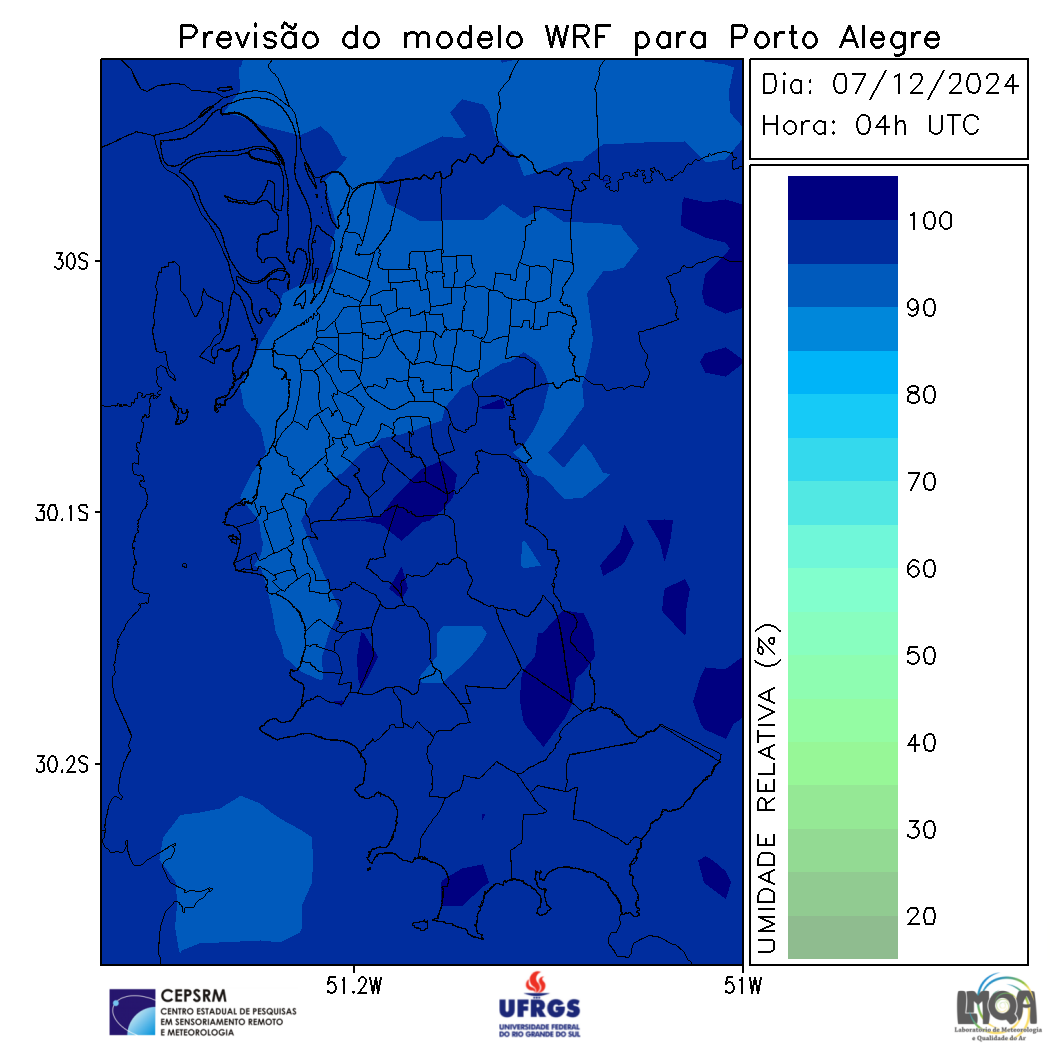 Previsão do modelo WRF para Porto Alegre
Dia: 07/12/2024
Hora: 04h UTC
100
90
80
70
60
50
40
30
20
UMIDADE RELATIVA (%)
30S
30.1S
30.2S
51.2W
51W
CEPSRM
CENTRO ESTADUAL DE PESQUISAS
EM SENSORIAMENTO REMOTO
E METEOROLOGIA
UFRGS
UNIVERSIDADE FEDERAL
DO RIO GRANDE DO SUL
LMQA
Laboratório de Meteorologia
e Qualidade do Ar